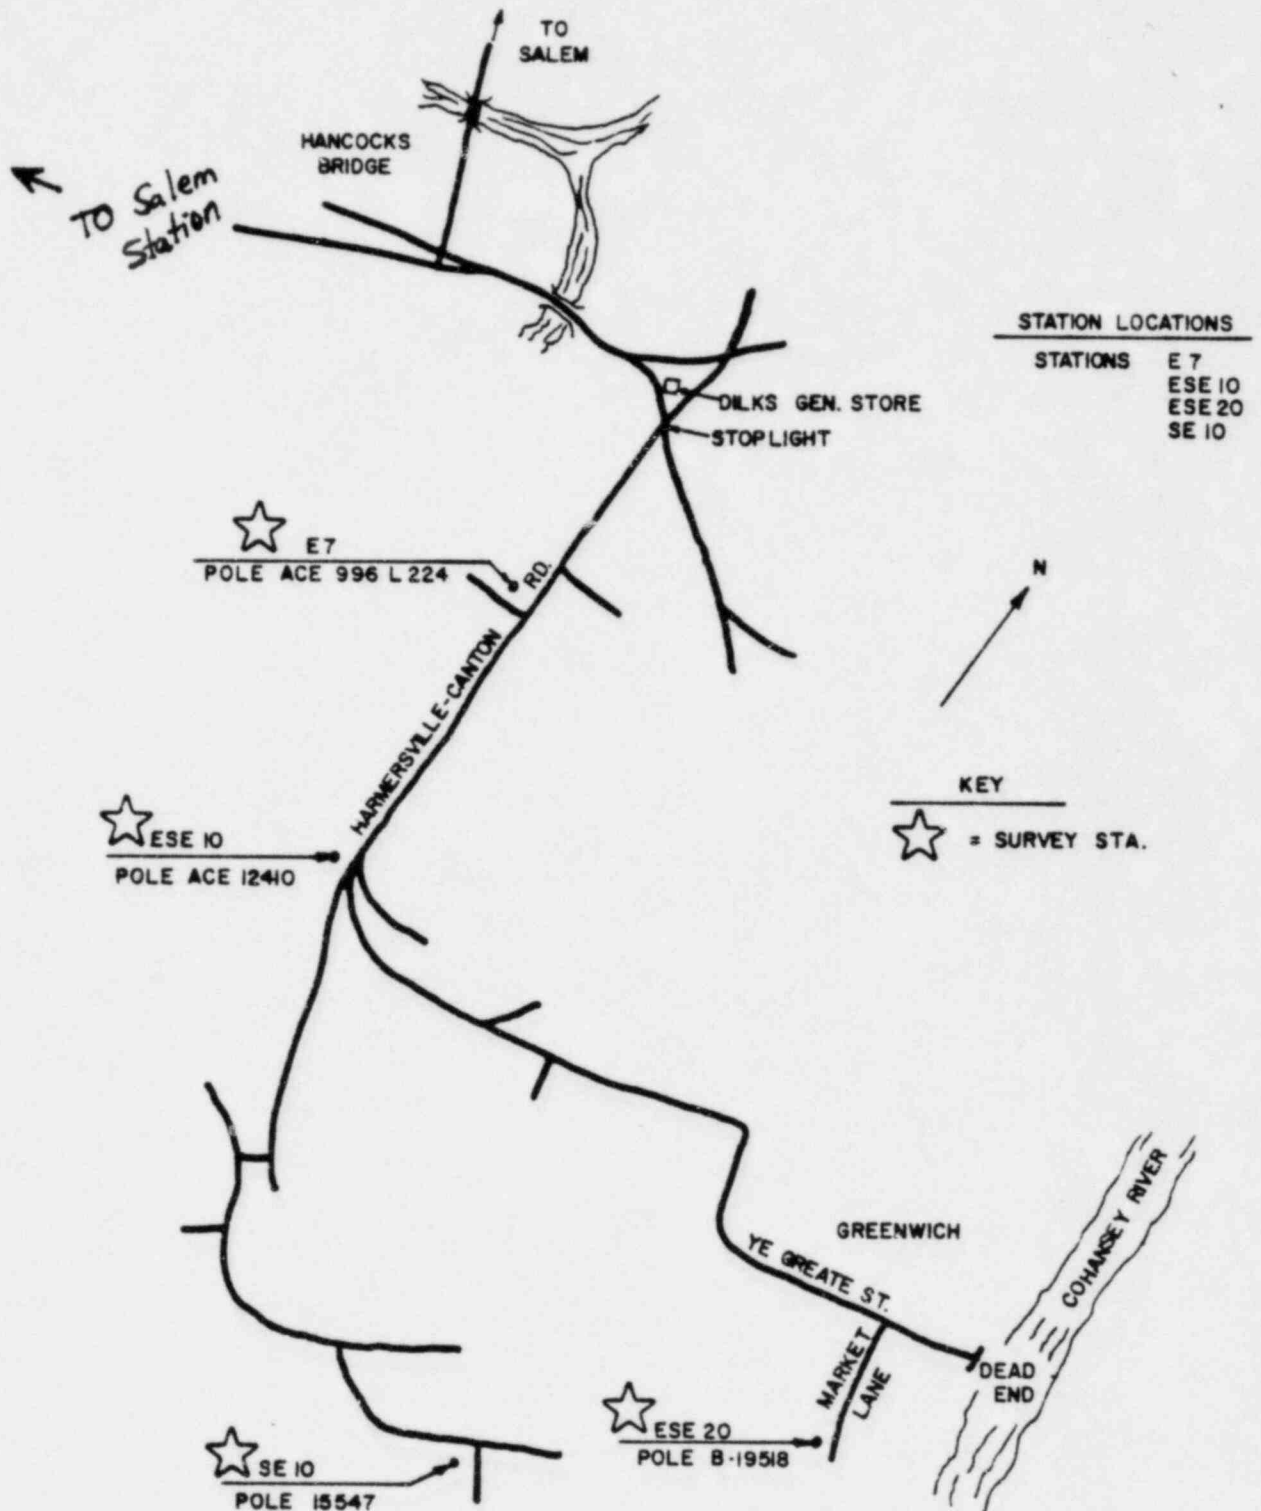 TO
SALEM
HANCOCKS
BRIDGE
TO Salem
Station
STATION LOCATIONS
STATIONS E 7
ESE 10
ESE 20
SE 10
DILKS GEN. STORE
STOPLIGHT
E7
POLE ACE 996 L 224
HARMERSVILLE-CANTON RD.
N
KEY
= SURVEY STA.
ESE 10
POLE ACE 12410
GREENWICH
YE GREATE ST.
COHANSEY RIVER
MARKET
LANE
DEAD
END
ESE 20
POLE B-19518
SE 10
POLE 15547